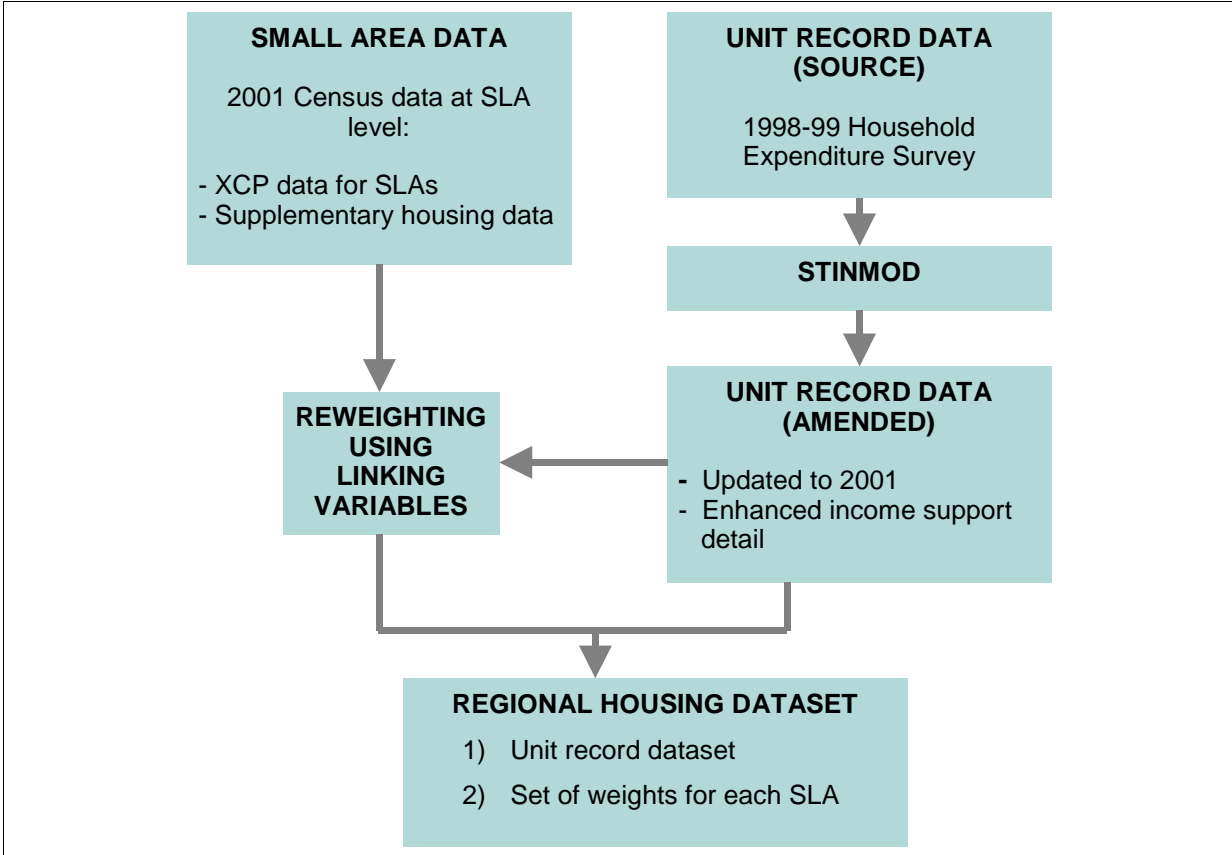 SMALL AREA DATA
2001 Census data at SLA
level:
- XCP data for SLAs
- Supplementary housing data
UNIT RECORD DATA
(SOURCE)
1998-99 Household
Expenditure Survey
STINMOD
UNIT RECORD DATA
(AMENDED)
- Updated to 2001
- Enhanced income support
detail
REWEIGHTING
USING
LINKING
VARIABLES
REGIONAL HOUSING DATASET
1) Unit record dataset
2) Set of weights for each SLA